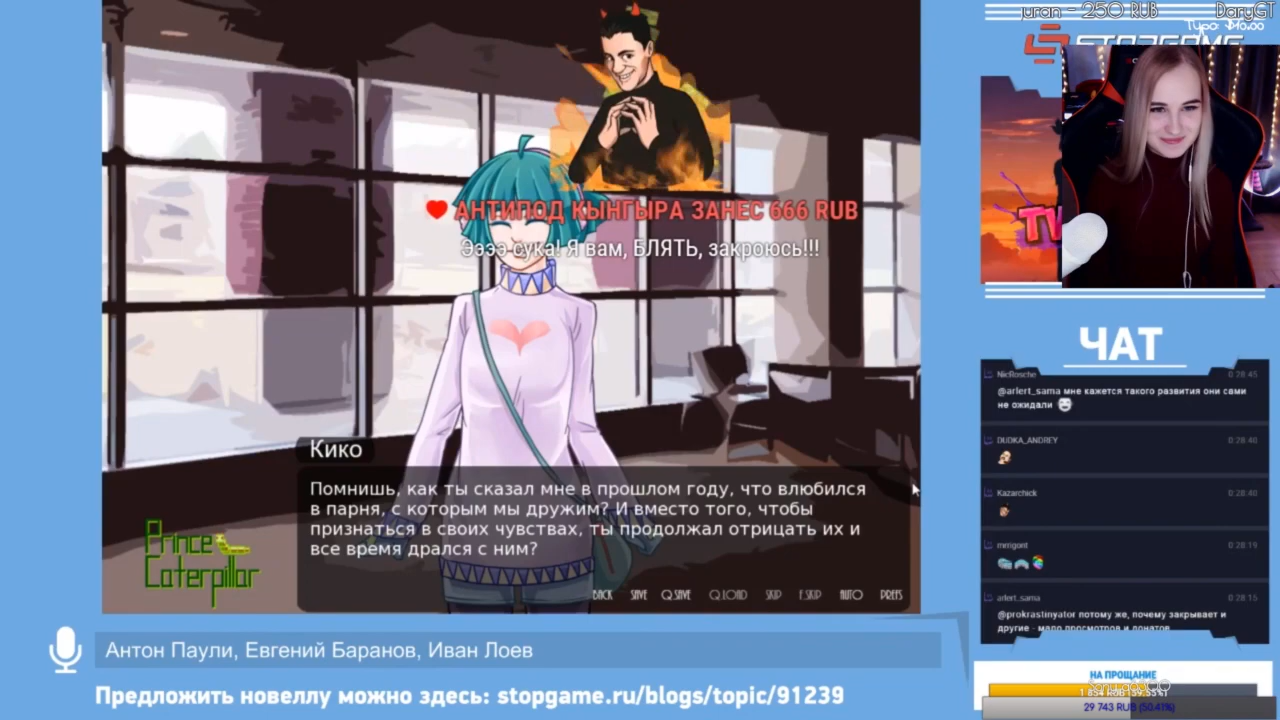 juran - 250 RUB
DaryGT
STOPGAME
АНТИПОД КЫНГЫРА ЗАНЕС 666 RUB
Ээээ сука! Я вам, БЛЯТЬ, закроюсь!!!
Кико
Помнишь, как ты сказал мне в прошлом году, что влюбился
в парня, с которым мы дружим? И вместо того, чтобы
признаться в своих чувствах, ты продолжал отрицать их и
все время дрался с ним?
Prince
Caterpillar
BACK SAVE Q.SAVE Q.LOAD SKIP F.SKIP AUTO PREFS
Антон Паули, Евгений Баранов, Иван Лоев
Предложить новеллу можно здесь: stopgame.ru/blogs/topic/91239
TW
ЧАТ
NicRosche 0:28:45
@arlert_sama мне кажется такого развития они сами
не ожидали
DUDKA_ANDREY 0:28:40
Kazarchick 0:28:40
mrrigont 0:28:19
arlert_sama 0:28:15
@prokrastinyator потому же, почему закрывает и
другие - мало просмотров и донатов
НА ПРОЩАНИЕ
29 743 RUB (50.41%)